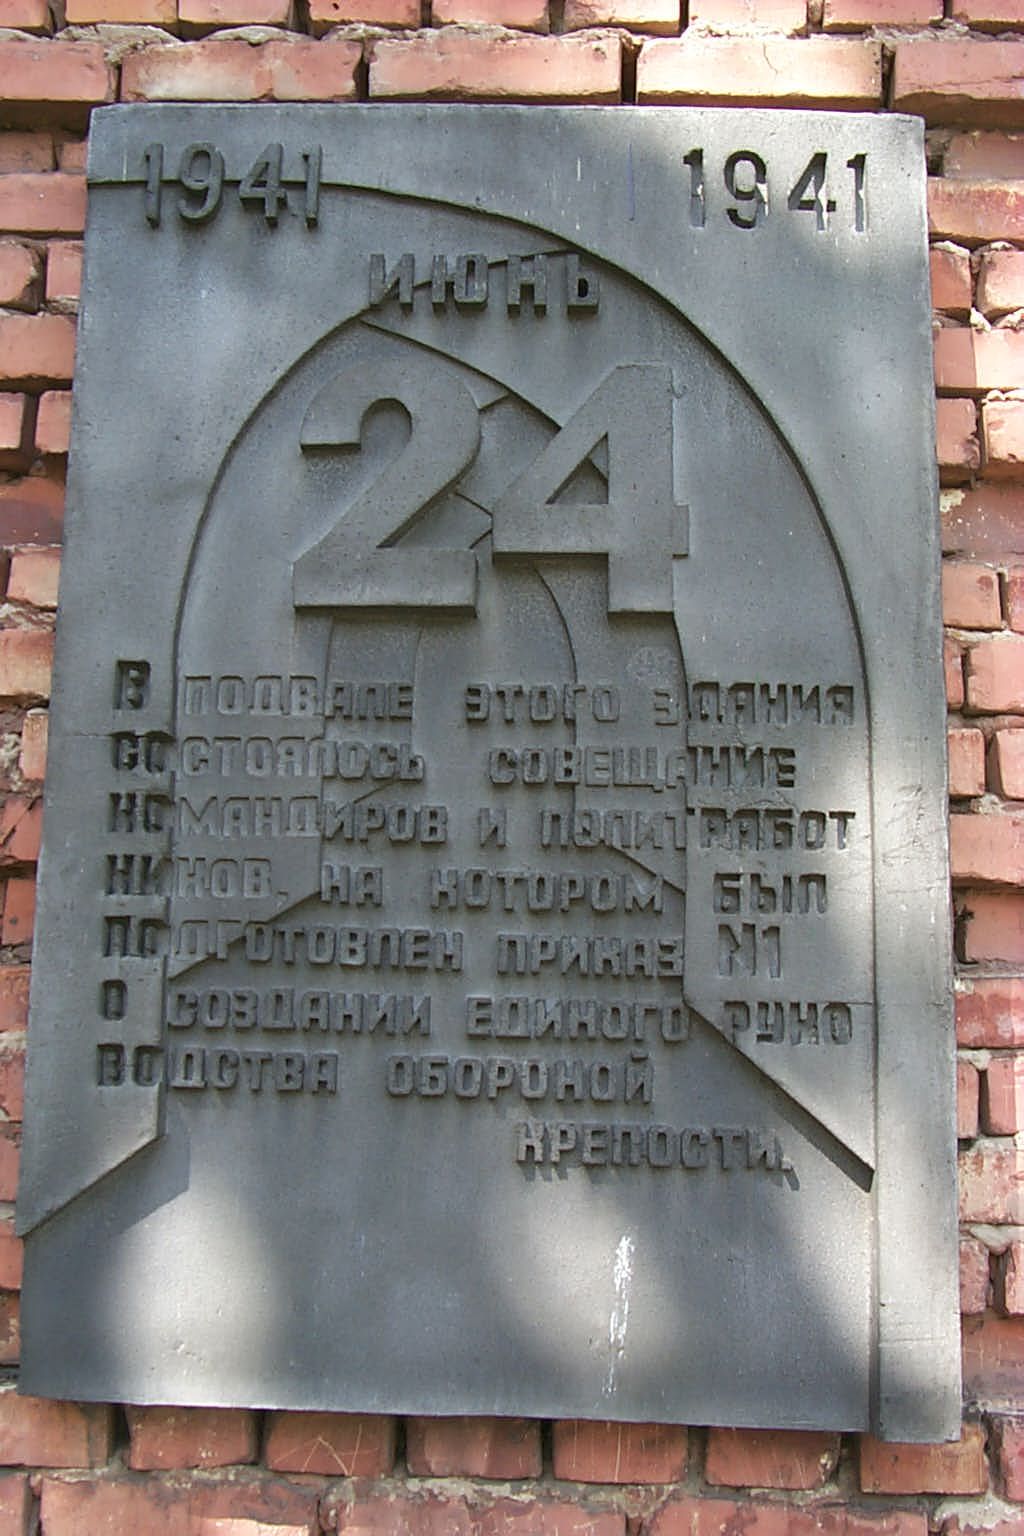 1941 1941
ИЮНЬ
24
В ПОДВАЛЕ ЭТОГО ЗДАНИЯ
СОСТОЯЛОСЬ СОВЕЩАНИЕ
КОМАНДИРОВ И ПОЛИТРАБОТ
НИКОВ, НА КОТОРОМ БЫЛ
ПОДГОТОВЛЕН ПРИКАЗ №1
О СОЗДАНИИ ЕДИНОГО РУКО
ВОДСТВА ОБОРОНОЙ
КРЕПОСТИ.